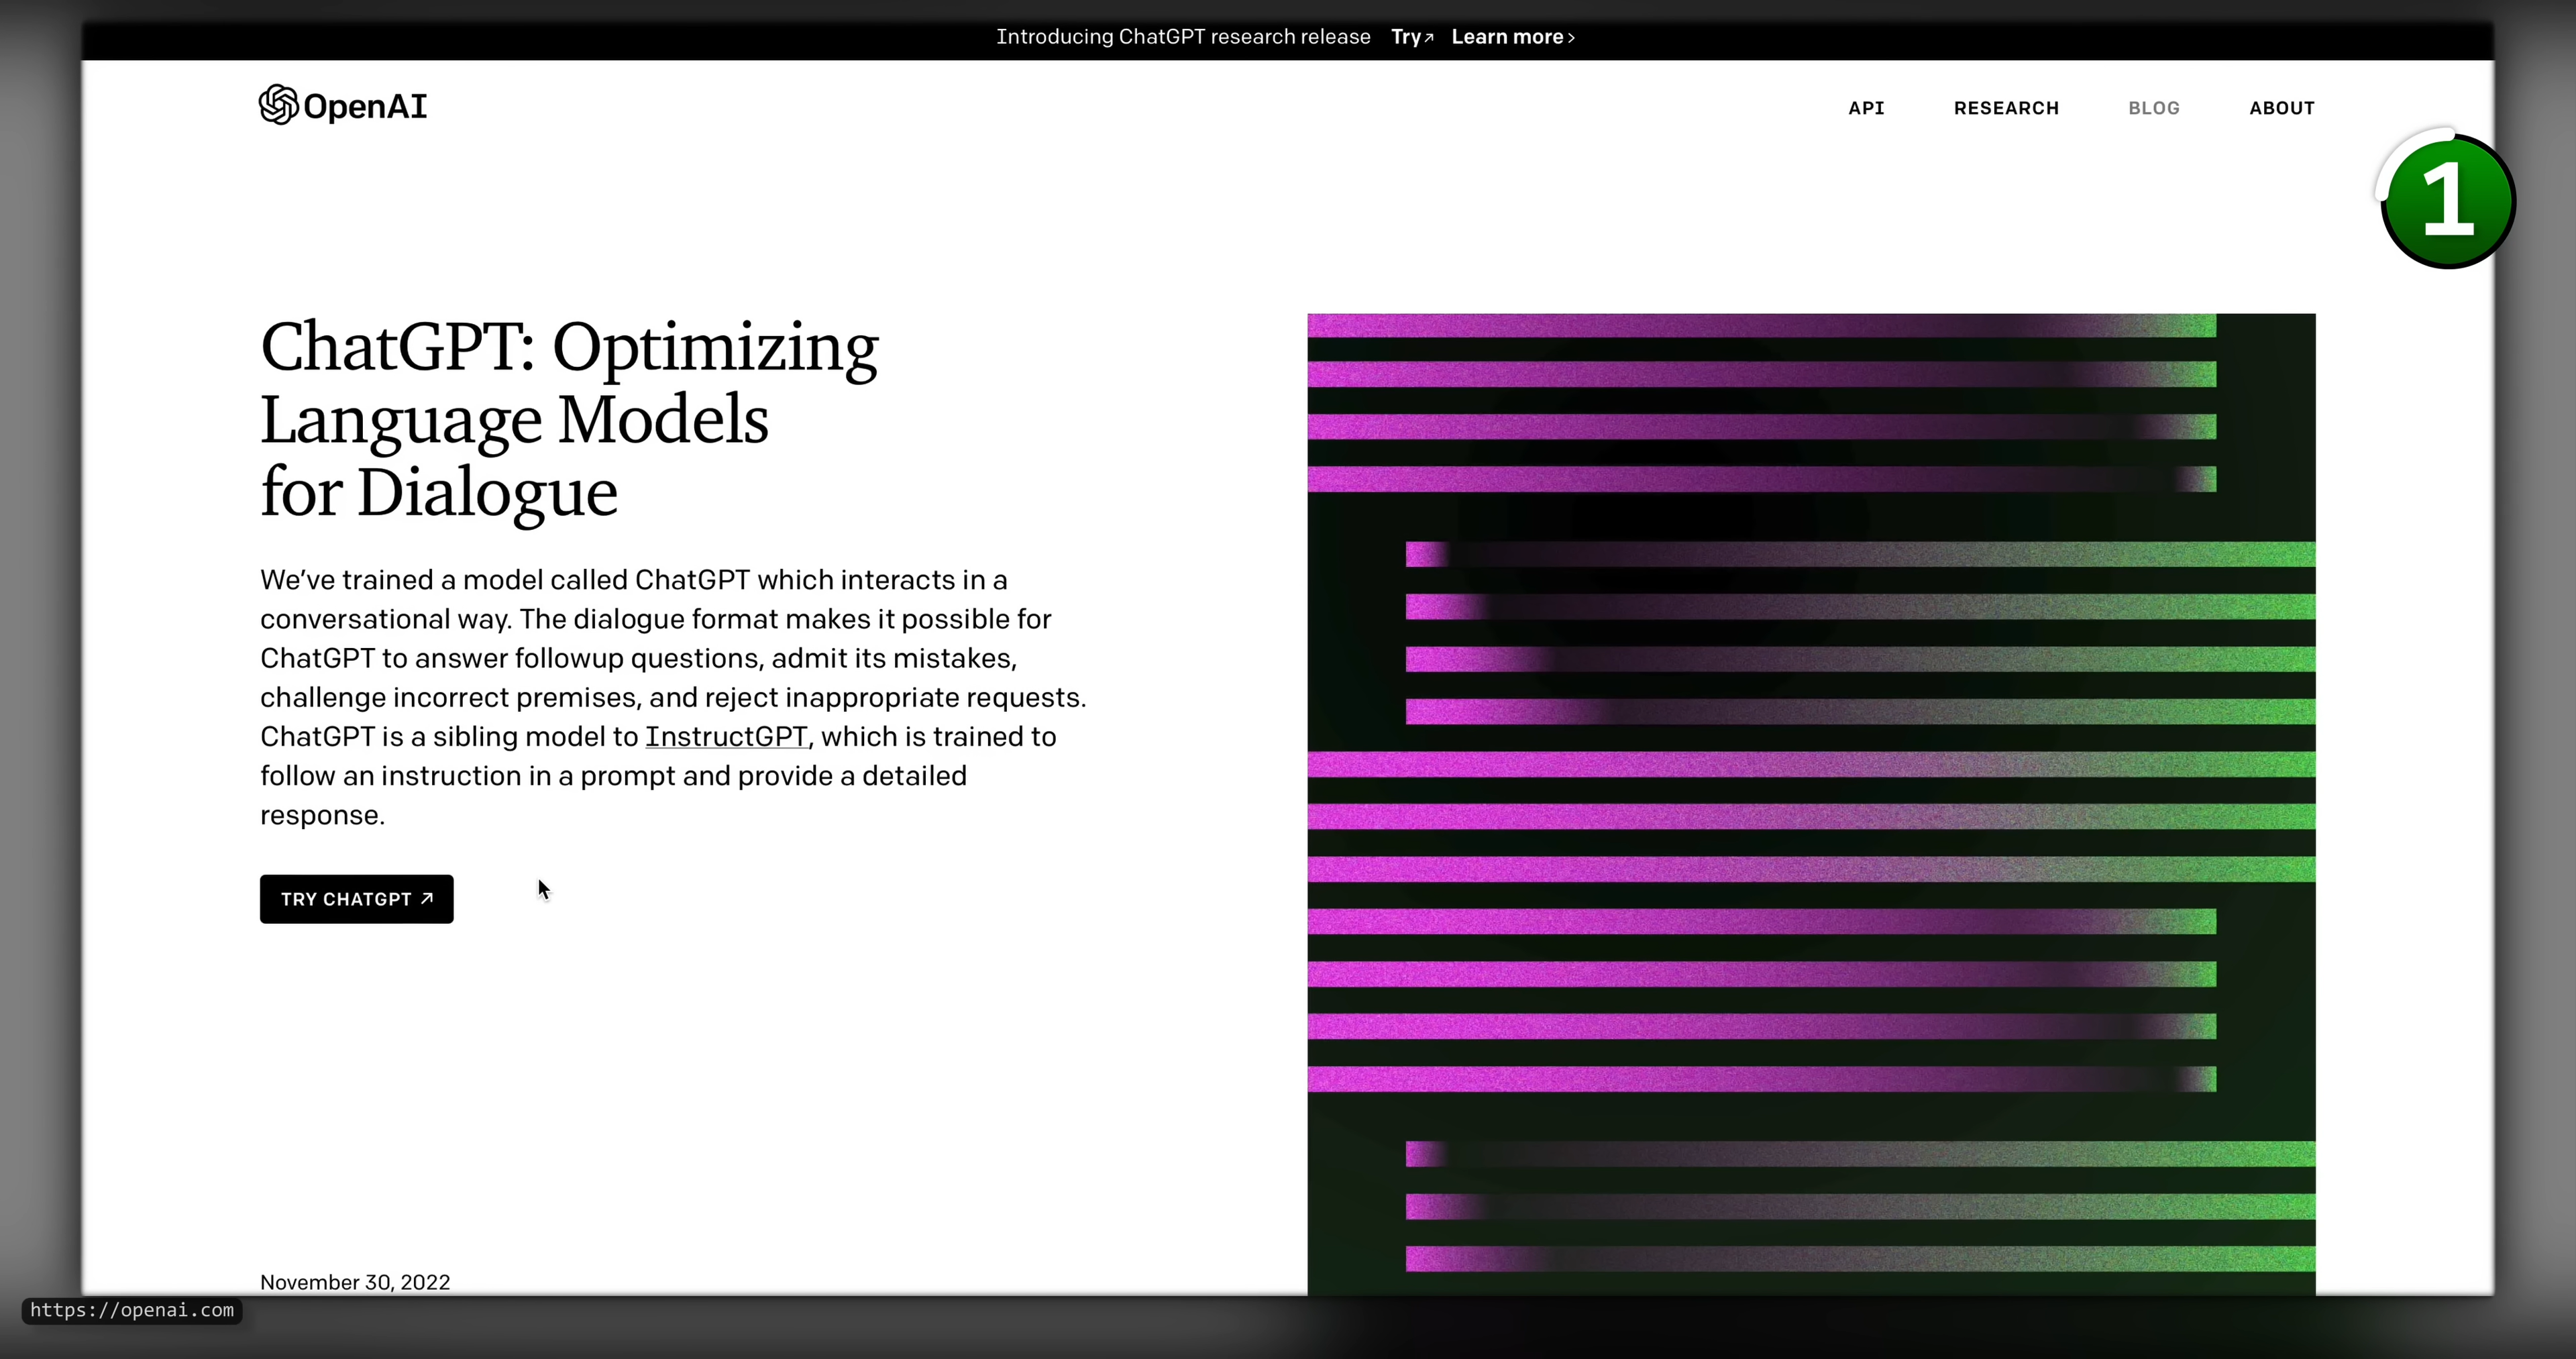 Introducing ChatGPT research release Try↗ Learn more >
OpenAI
API RESEARCH BLOG ABOUT
1
ChatGPT: Optimizing
Language Models
for Dialogue
We’ve trained a model called ChatGPT which interacts in a
conversational way. The dialogue format makes it possible for
ChatGPT to answer followup questions, admit its mistakes,
challenge incorrect premises, and reject inappropriate requests.
ChatGPT is a sibling model to InstructGPT, which is trained to
follow an instruction in a prompt and provide a detailed
response.
TRY CHATGPT ↗
November 30, 2022
https://openai.com